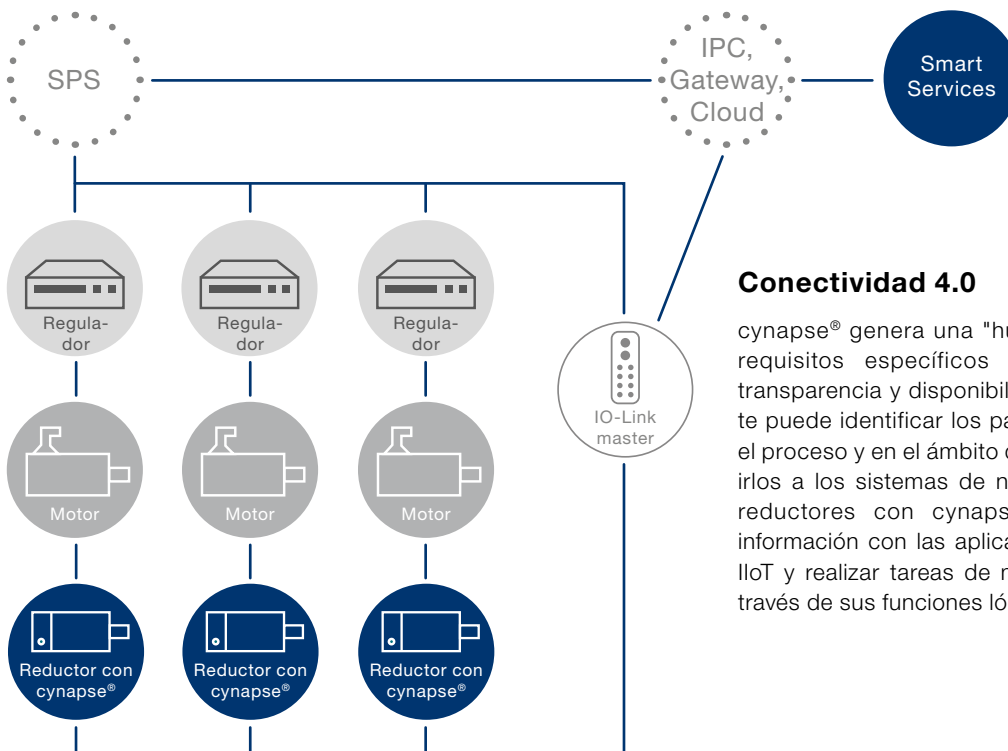 SPS
IPC,
Gateway,
Cloud
Smart
Services
Regula-
dor
Regula-
dor
Regula-
dor
IO-Link
master
Motor
Motor
Motor
Reductor con
cynapse®
Reductor con
cynapse®
Reductor con
cynapse®
Conectividad 4.0
cynapse® genera una "hu
requisitos específicos
transparencia y disponibil
te puede identificar los pa
el proceso y en el ámbito
irlos a los sistemas de n
reductores con cynaps
información con las aplica
IIoT y realizar tareas de
través de sus funciones ló